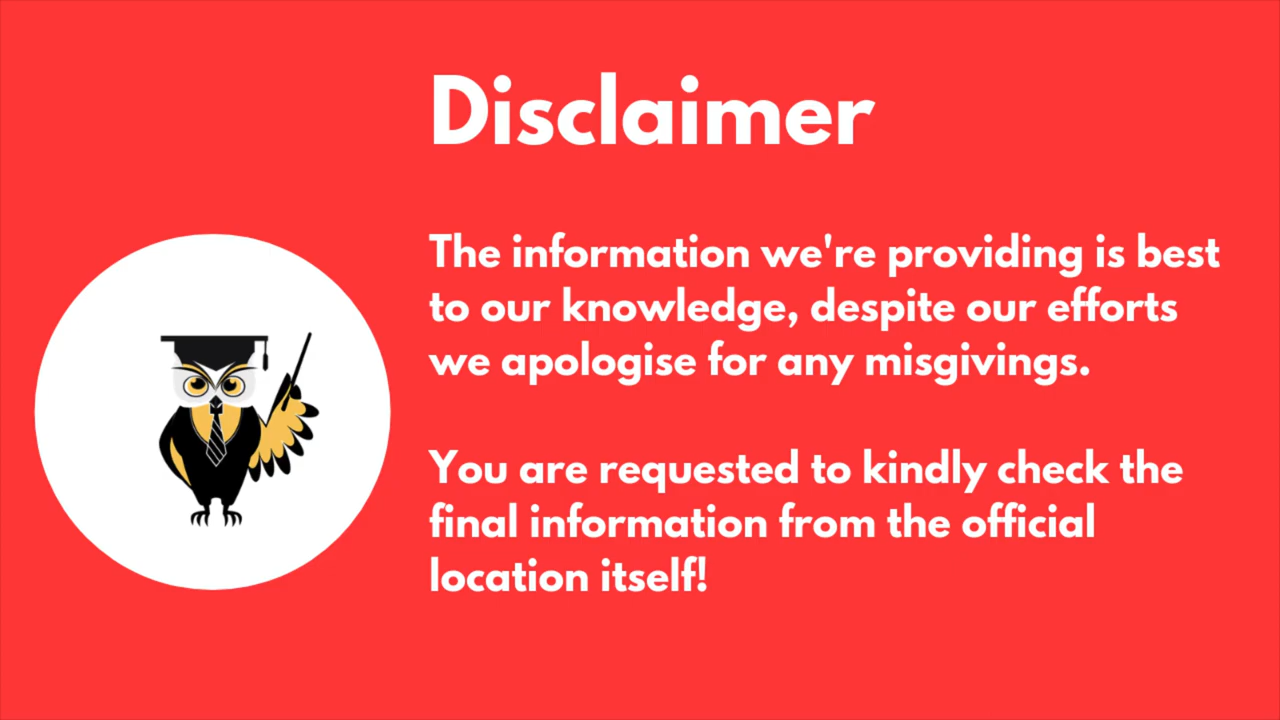 Disclaimer
The information we're providing is best
to our knowledge, despite our efforts
we apologise for any misgivings.
You are requested to kindly check the
final information from the official
location itself!